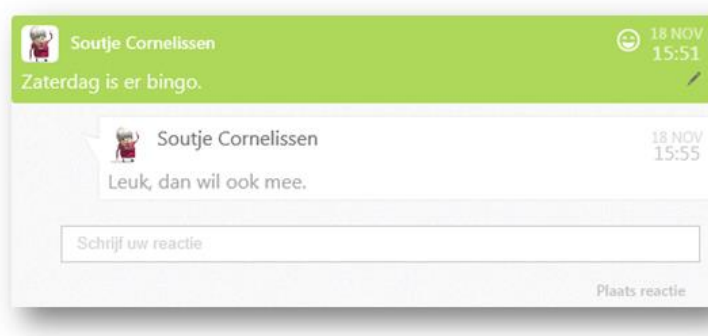 Soutje Cornelissen
18 NOV
15:51
Zaterdag is er bingo.
Soutje Cornelissen
18 NOV
15:55
Leuk, dan wil ook mee.
Schrijf uw reactie
Plaats reactie